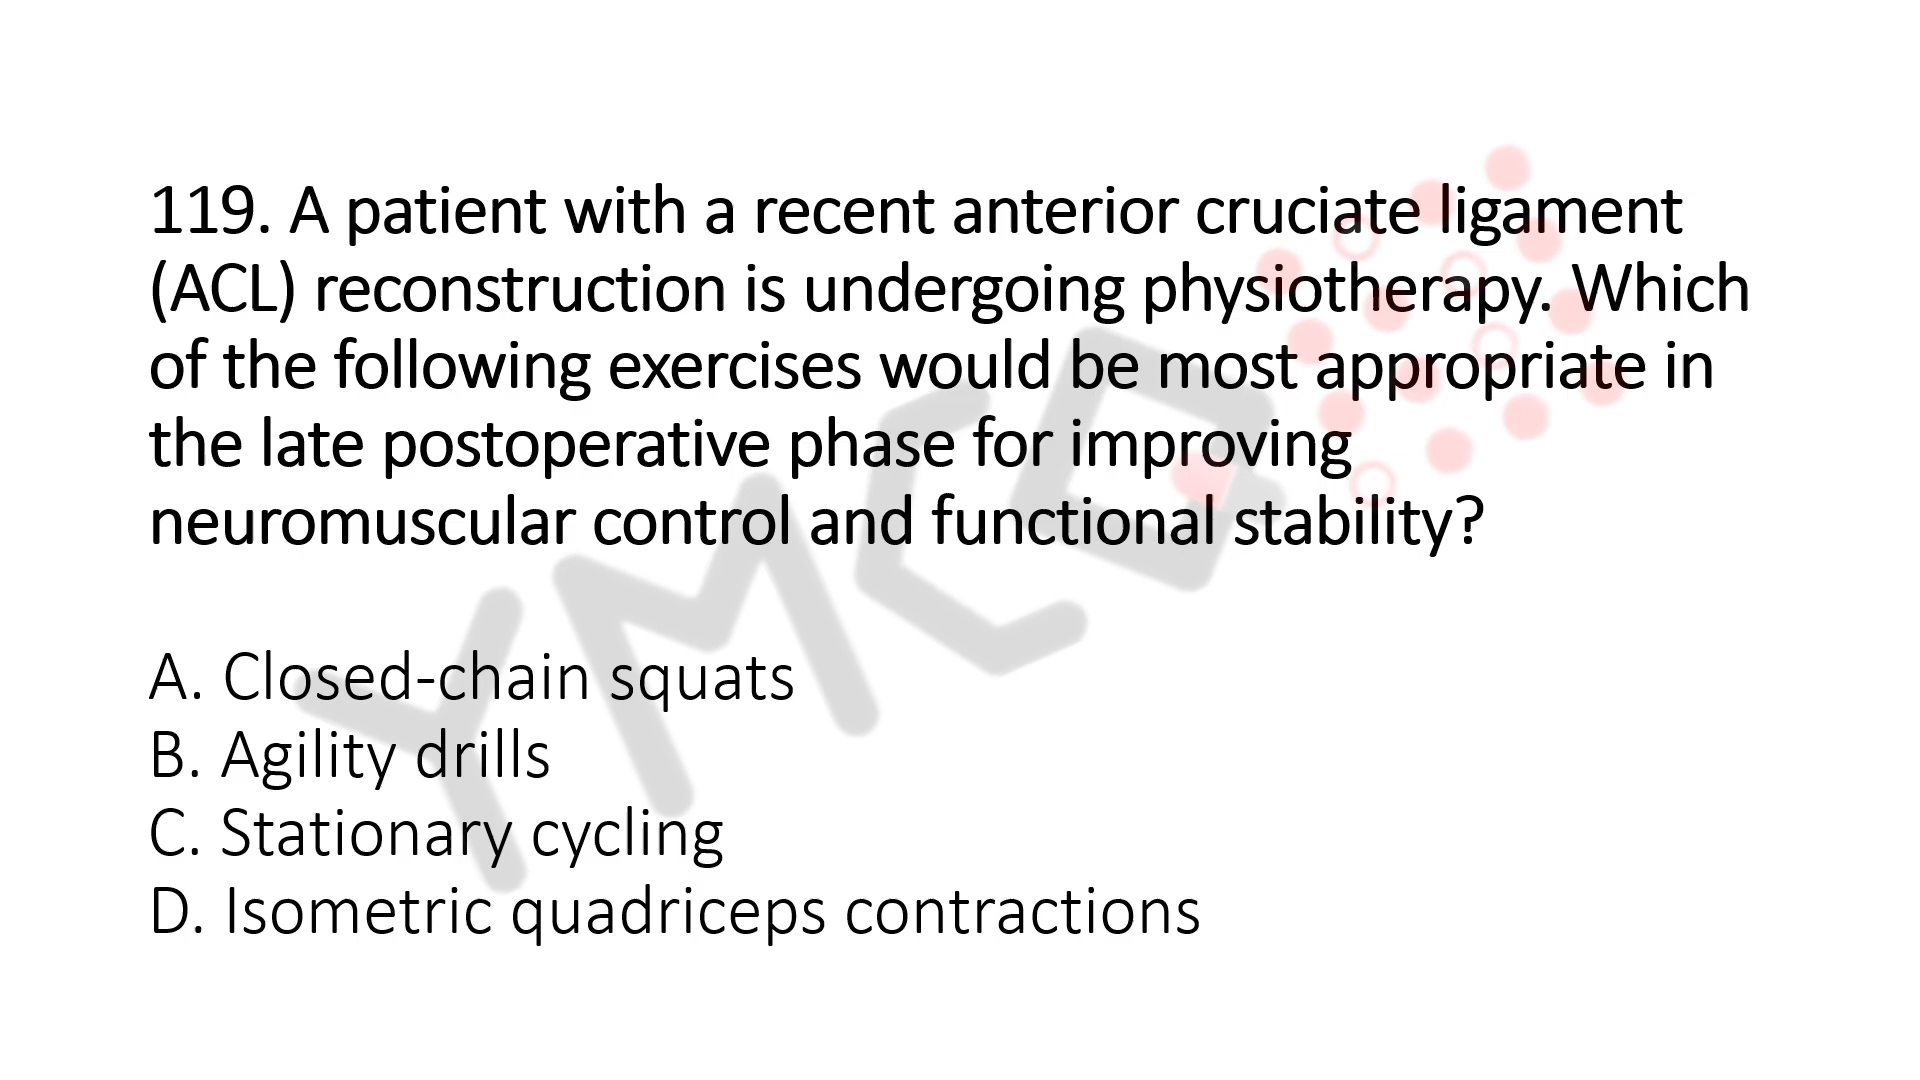 119. A patient with a recent anterior cruciate ligament
(ACL) reconstruction is undergoing physiotherapy. Which
of the following exercises would be most appropriate in
the late postoperative phase for improving
neuromuscular control and functional stability?
A. Closed-chain squats
B. Agility drills
C. Stationary cycling
D. Isometric quadriceps contractions